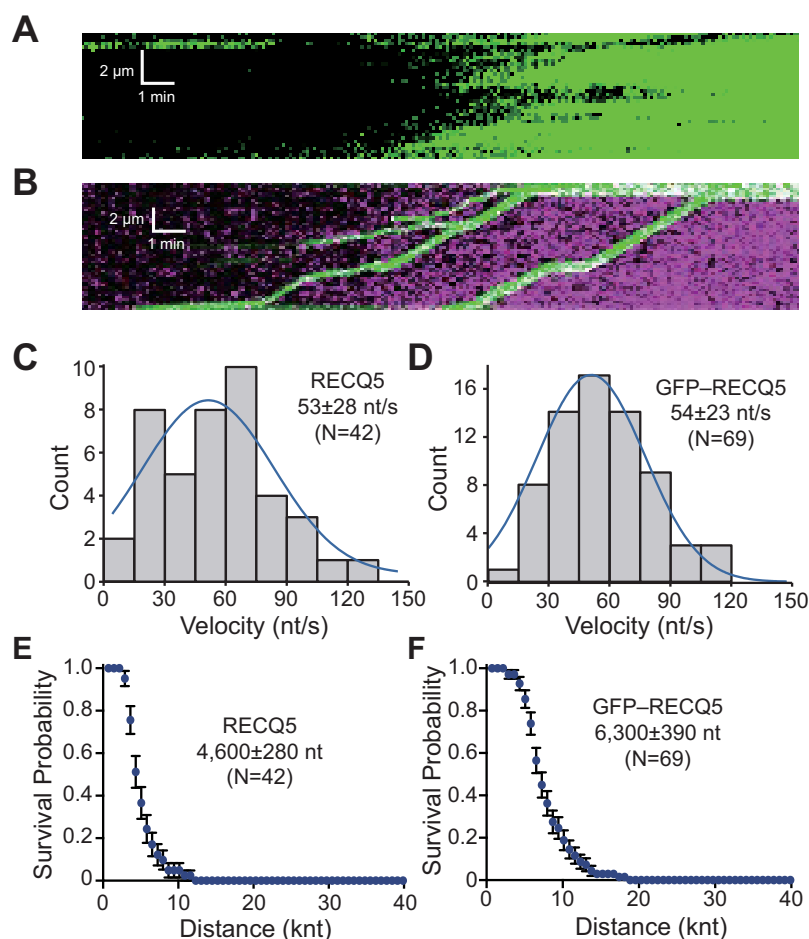 A
2 µm
1 min
B
2 µm
1 min
C
10
8
6
4
2
0
Count
RECQ5
53±28 nt/s
(N=42)
0 30 60 90 120 150
Velocity (nt/s)
D
16
12
8
4
0
Count
GFP–RECQ5
54±23 nt/s
(N=69)
0 30 60 90 120 150
Velocity (nt/s)
E
1.0
0.8
0.6
0.4
0.2
0
Survival Probability
RECQ5
4,600±280 nt
(N=42)
0 10 20 30 40
Distance (knt)
F
1.0
0.8
0.6
0.4
0.2
0
Survival Probability
GFP–RECQ5
6,300±390 nt
(N=69)
0 10 20 30 40
Distance (knt)